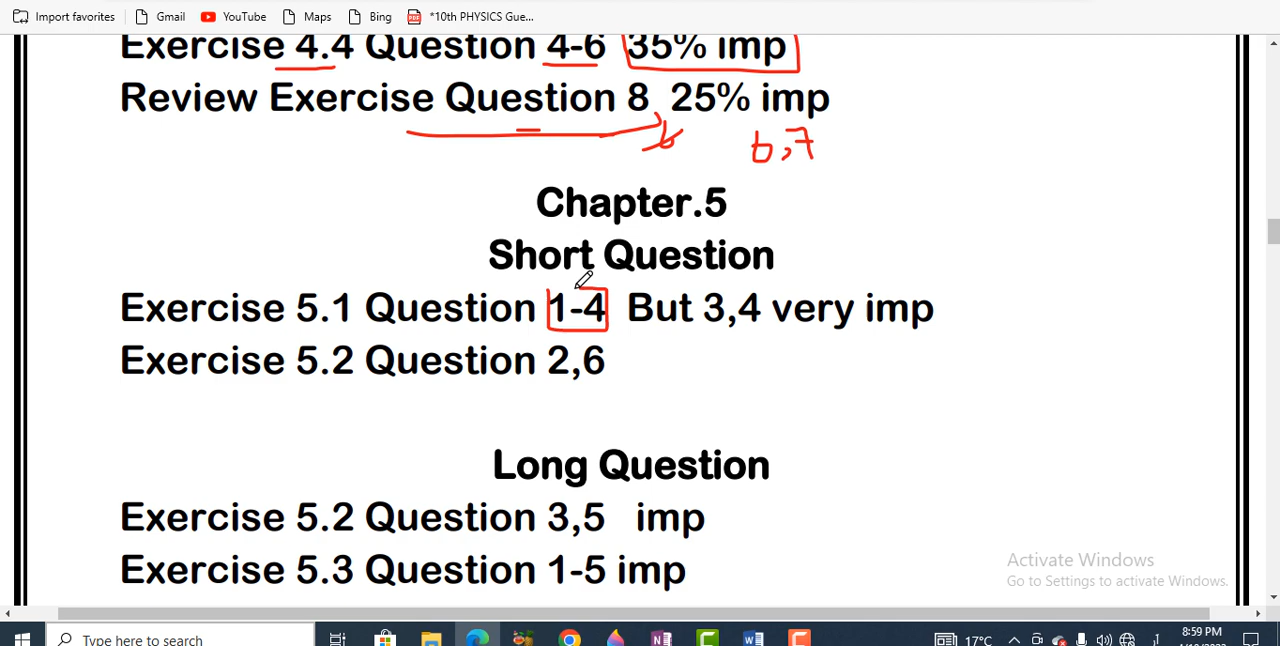 Import favorites Gmail YouTube Maps Bing *10th PHYSICS Gue...
Exercise 4.4 Question 4-6 35% imp
Review Exercise Question 8 25% imp
6,7
Chapter.5
Short Question
Exercise 5.1 Question 1-4 But 3,4 very imp
Exercise 5.2 Question 2,6
Long Question
Exercise 5.2 Question 3,5 imp
Exercise 5.3 Question 1-5 imp
Activate Windows
Go to Settings to activate Windows.
Type here to search 17°C 8:59 PM